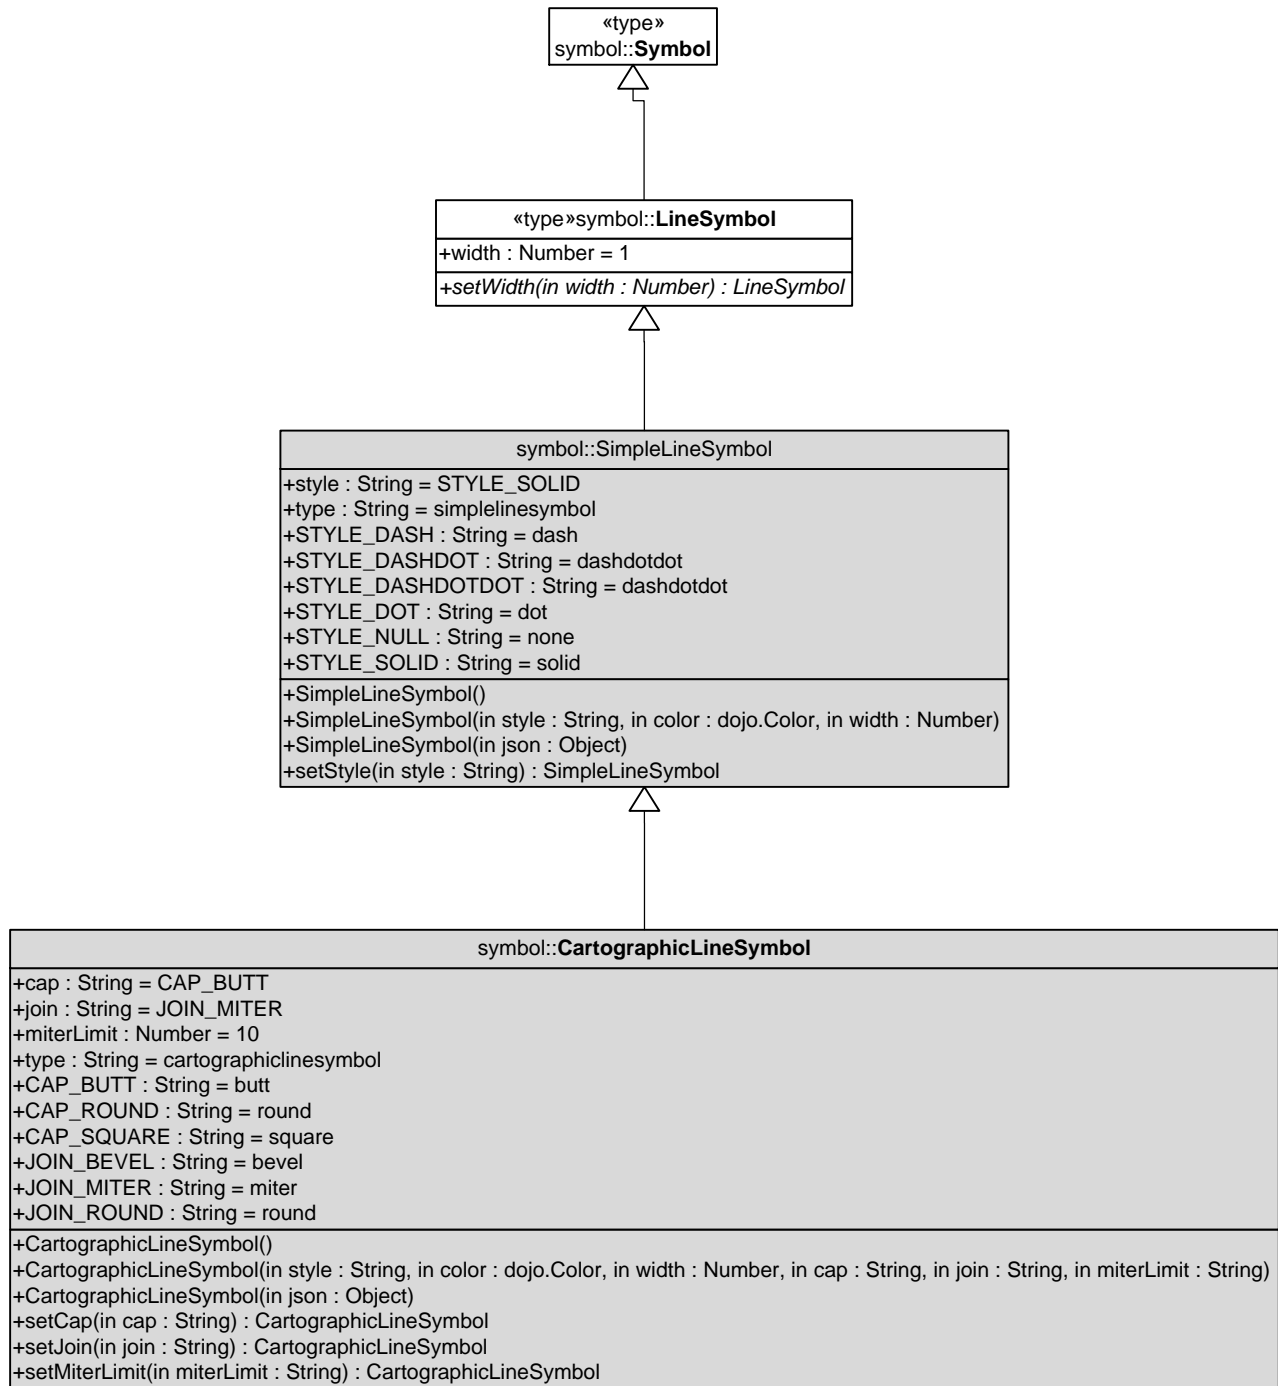 «type»
symbol::Symbol
«type»symbol::LineSymbol
+width : Number = 1
+setWidth(in width : Number) : LineSymbol
symbol::SimpleLineSymbol
+style : String = STYLE_SOLID
+type : String = simplelinesymbol
+STYLE_DASH : String = dash
+STYLE_DASHDOT : String = dashdotdot
+STYLE_DASHDOTDOT : String = dashdotdot
+STYLE_DOT : String = dot
+STYLE_NULL : String = none
+STYLE_SOLID : String = solid
+SimpleLineSymbol()
+SimpleLineSymbol(in style : String, in color : dojo.Color, in width : Number)
+SimpleLineSymbol(in json : Object)
+setStyle(in style : String) : SimpleLineSymbol
symbol::CartographicLineSymbol
+cap : String = CAP_BUTT
+join : String = JOIN_MITER
+miterLimit : Number = 10
+type : String = cartographiclinesymbol
+CAP_BUTT : String = butt
+CAP_ROUND : String = round
+CAP_SQUARE : String = square
+JOIN_BEVEL : String = bevel
+JOIN_MITER : String = miter
+JOIN_ROUND : String = round
+CartographicLineSymbol()
+CartographicLineSymbol(in style : String, in color : dojo.Color, in width : Number, in cap : String, in join : String, in miterLimit : String)
+CartographicLineSymbol(in json : Object)
+setCap(in cap : String) : CartographicLineSymbol
+setJoin(in join : String) : CartographicLineSymbol
+setMiterLimit(in miterLimit : String) : CartographicLineSymbol